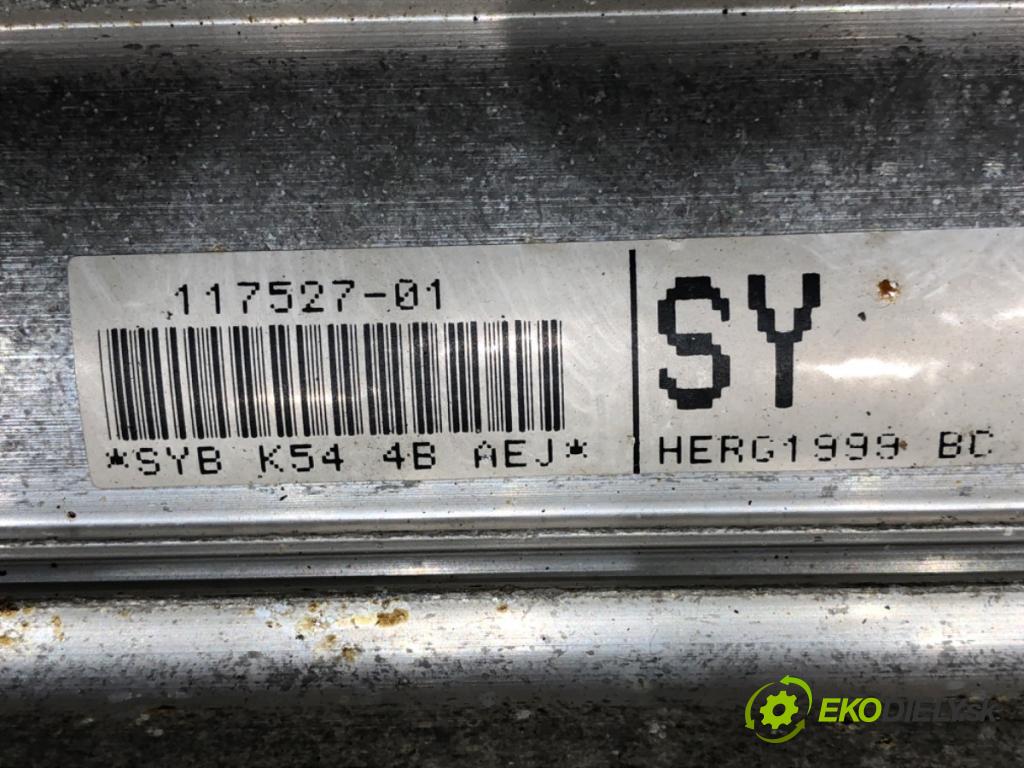 117527-01
*SYB K54 4B AEJ*
SY
HERG1999 BC
EKODIELY.sk